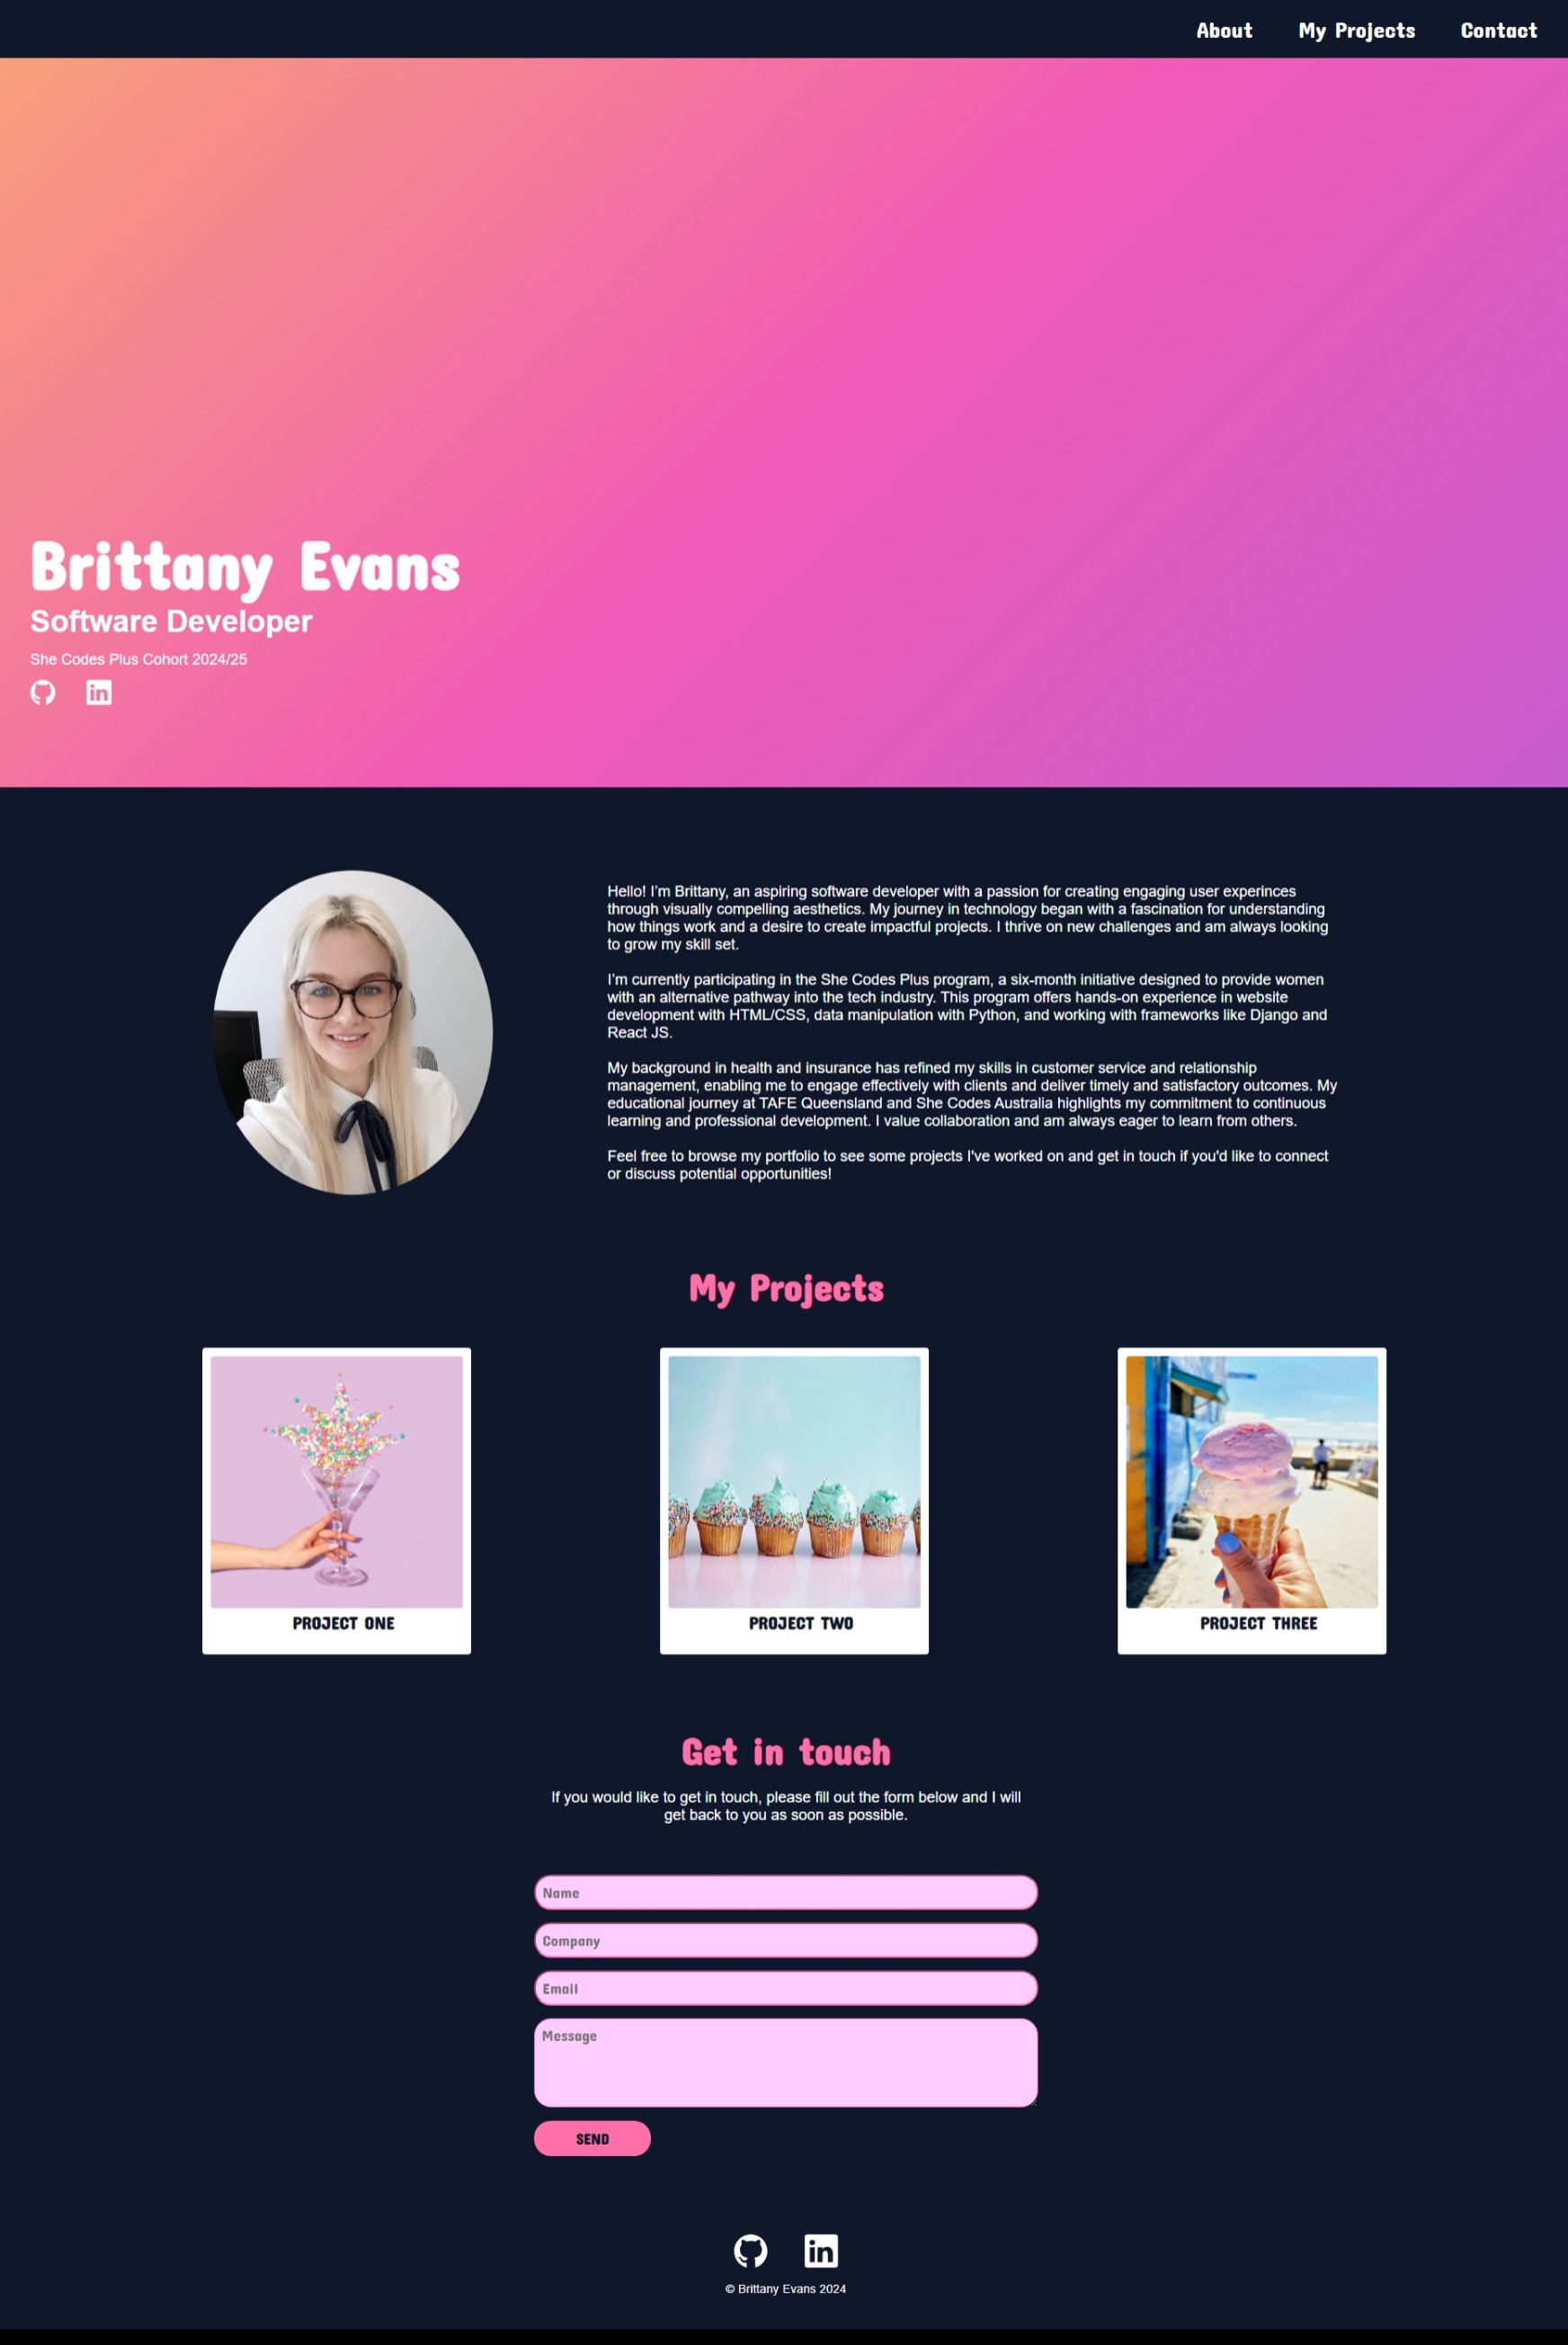 About My Projects Contact
Brittany Evans
Software Developer
She Codes Plus Cohort 2024/25
in
Hello! I'm Brittany, an aspiring software developer with a passion for creating engaging user experinces
through visually compelling aesthetics. My journey in technology began with a fascination for understanding
how things work and a desire to create impactful projects. I thrive on new challenges and am always looking
to grow my skill set.
I'm currently participating in the She Codes Plus program, a six-month initiative designed to provide women
with an alternative pathway into the tech industry. This program offers hands-on experience in website
development with HTML/CSS, data manipulation with Python, and working with frameworks like Django and
React JS.
My background in health and insurance has refined my skills in customer service and relationship
management, enabling me to engage effectively with clients and deliver timely and satisfactory outcomes. My
educational journey at TAFE Queensland and She Codes Australia highlights my commitment to continuous
learning and professional development. I value collaboration and am always eager to learn from others.
Feel free to browse my portfolio to see some projects I've worked on and get in touch if you'd like to connect
or discuss potential opportunities!
My Projects
PROJECT ONE
PROJECT TWO
PROJECT THREE
Get in touch
If you would like to get in touch, please fill out the form below and I will
get back to you as soon as possible.
Name
Company
Email
Message
SEND
in
© Brittany Evans 2024